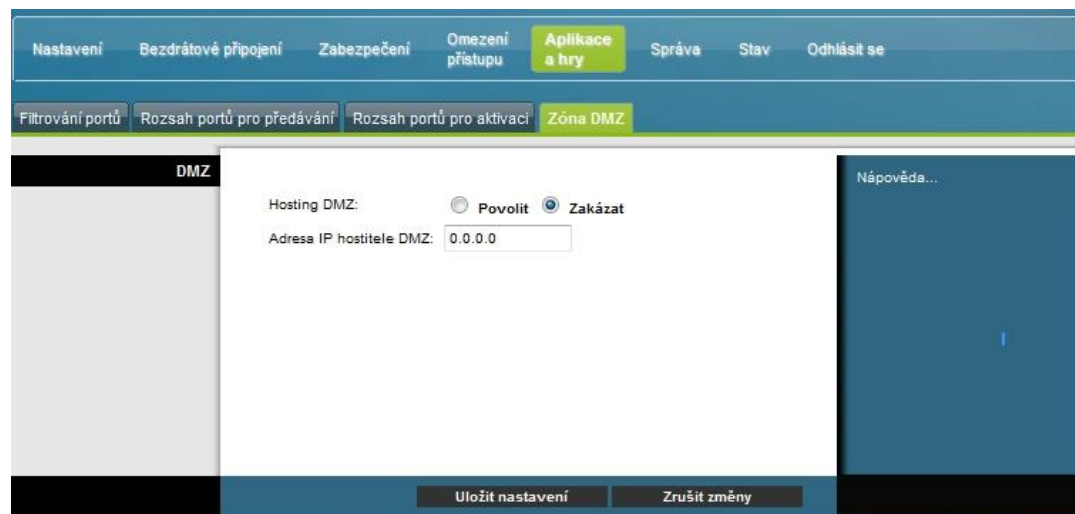 Nastavení Bezdrátové připojení Zabezpečení Omezení přístupu Aplikace a hry Správa Stav Odhlásit se
Filtrování portů Rozsah portů pro předávání Rozsah portů pro aktivaci Zóna DMZ
DMZ
Nápověda...
Hosting DMZ: Povolit Zakázat
Adresa IP hostitele DMZ: 0.0.0.0
Uložit nastavení Zrušit změny